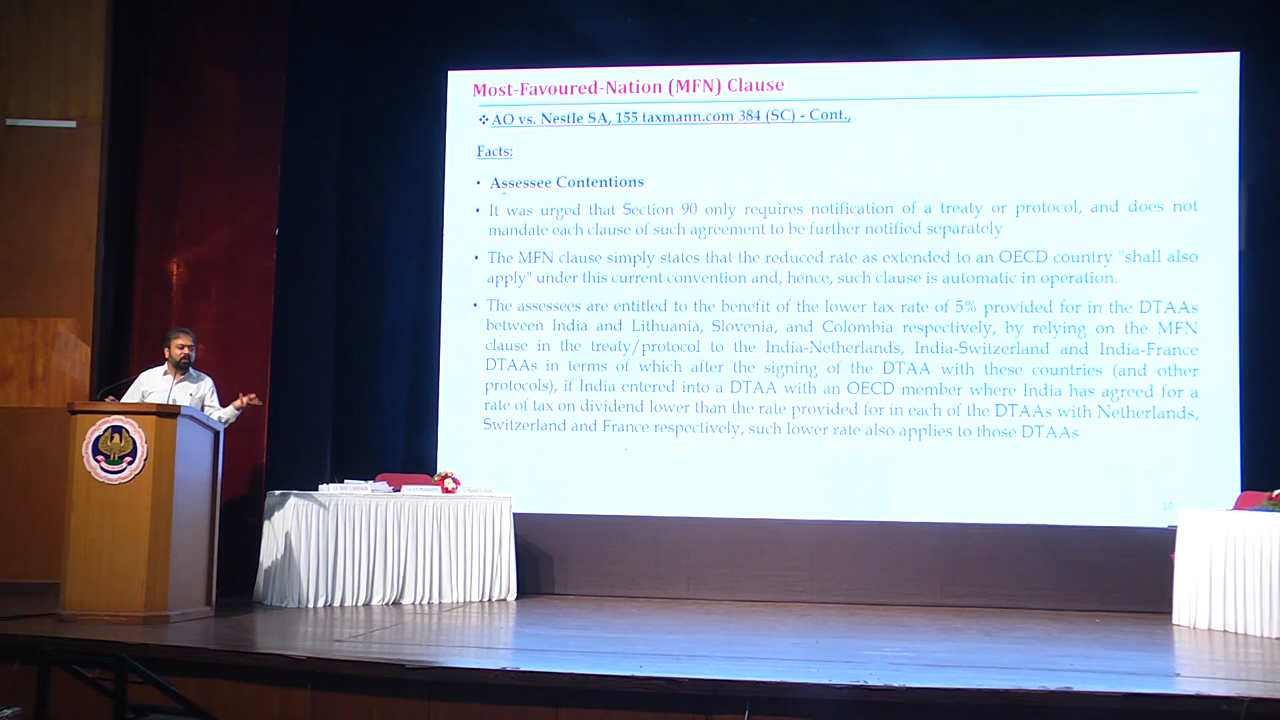 Most-Favoured-Nation (MFN) Clause
❖ AO vs. Nestle SA, 155 taxmann.com 384 (SC) - Cont.,
Facts:
• Assessee Contentions
• It was urged that Section 90 only requires notification of a treaty or protocol, and does not
mandate each clause of such agreement to be further notified separately
• The MFN clause simply states that the reduced rate as extended to an OECD country "shall also
apply" under this current convention and, hence, such clause is automatic in operation.
• The assessees are entitled to the benefit of the lower tax rate of 5% provided for in the DTAAs
between India and Lithuania, Slovenia, and Colombia respectively, by relying on the MFN
clause in the treaty/protocol to the India-Netherlands, India-Switzerland and India-France
DTAAs in terms of which after the signing of the DTAA with these countries (and other
protocols), if India entered into a DTAA with an OECD member where India has agreed for a
rate of tax on dividend lower than the rate provided for in each of the DTAAs with Netherlands,
Switzerland and France respectively, such lower rate also applies to those DTAAs